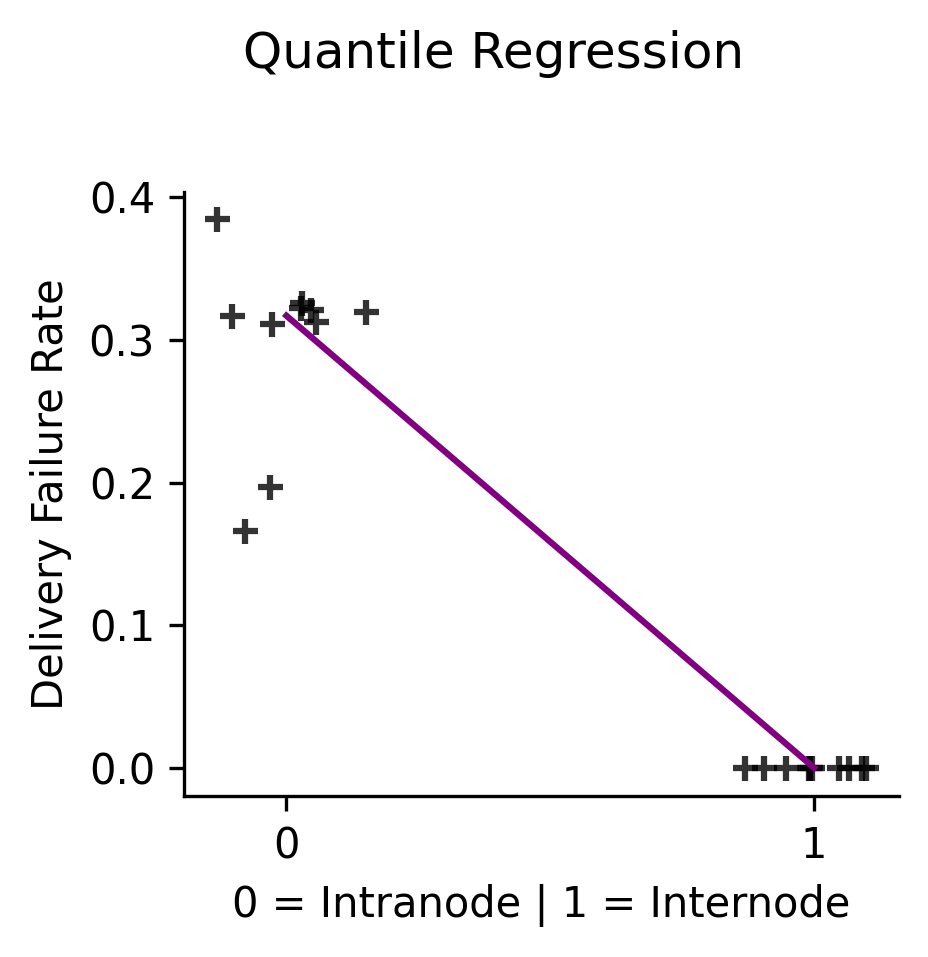 Quantile Regression
Delivery Failure Rate
0.4
0.3
0.2
0.1
0.0
0
1
0 = Intranode | 1 = Internode